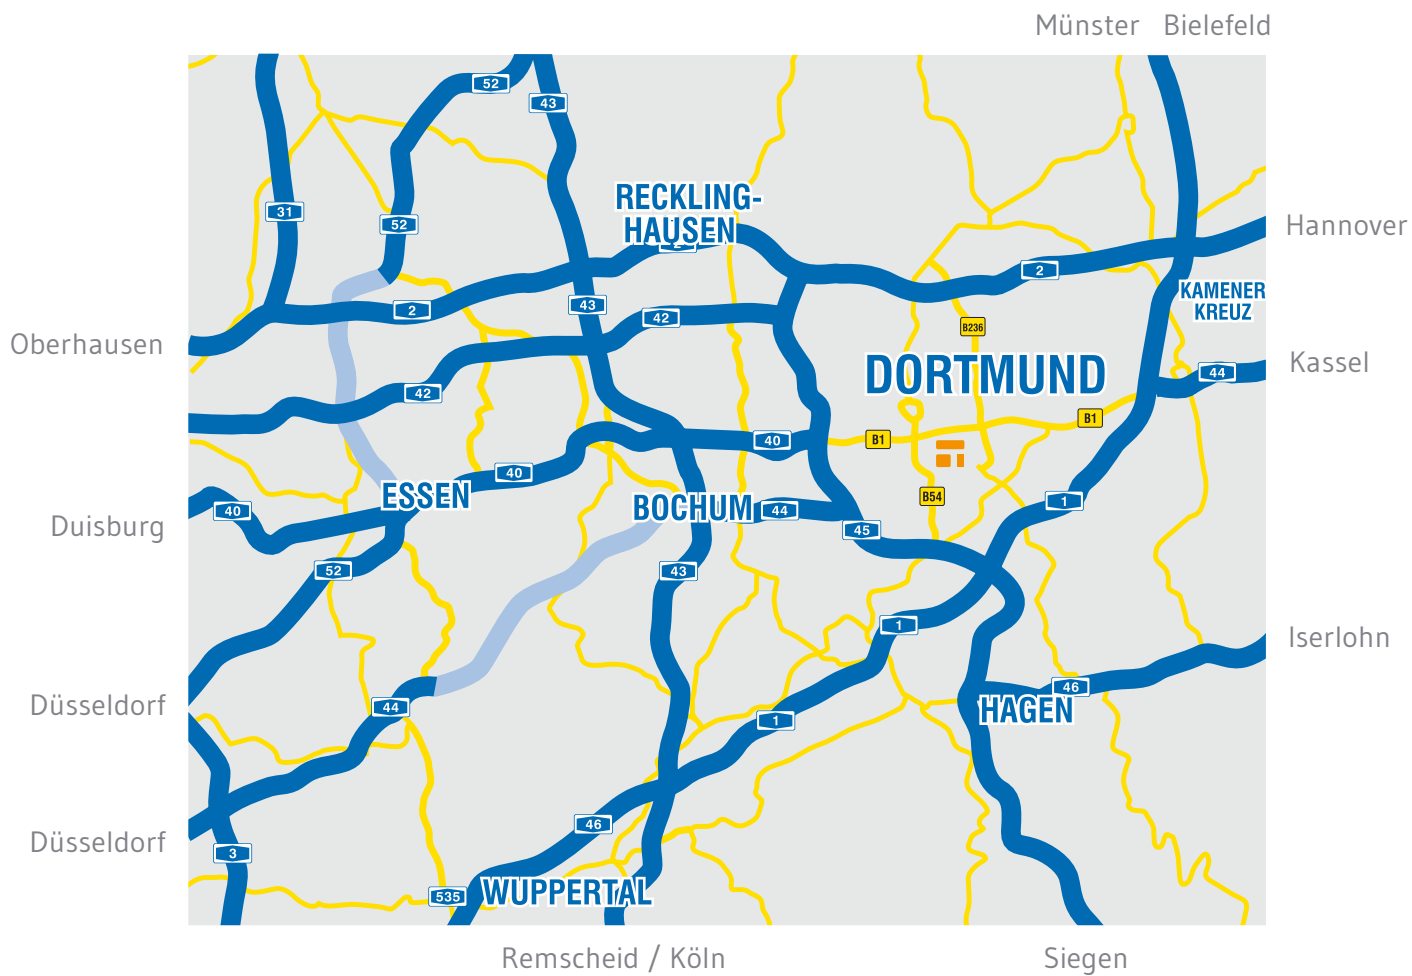 Münster Bielefeld
52
43
31
52
RECKLING-
HAUSEN
2
Hannover
2
KAMENER
KREUZ
43
2
42
B236
Oberhausen
Kassel
DORTMUND
44
42
B1
B1
40
40
ESSEN
B54
1
BOCHUM
44
40
Duisburg
45
52
43
1
Iserlohn
46
Düsseldorf
44
HAGEN
1
46
Düsseldorf
3
535
WUPPERTAL
Remscheid / Köln
Siegen